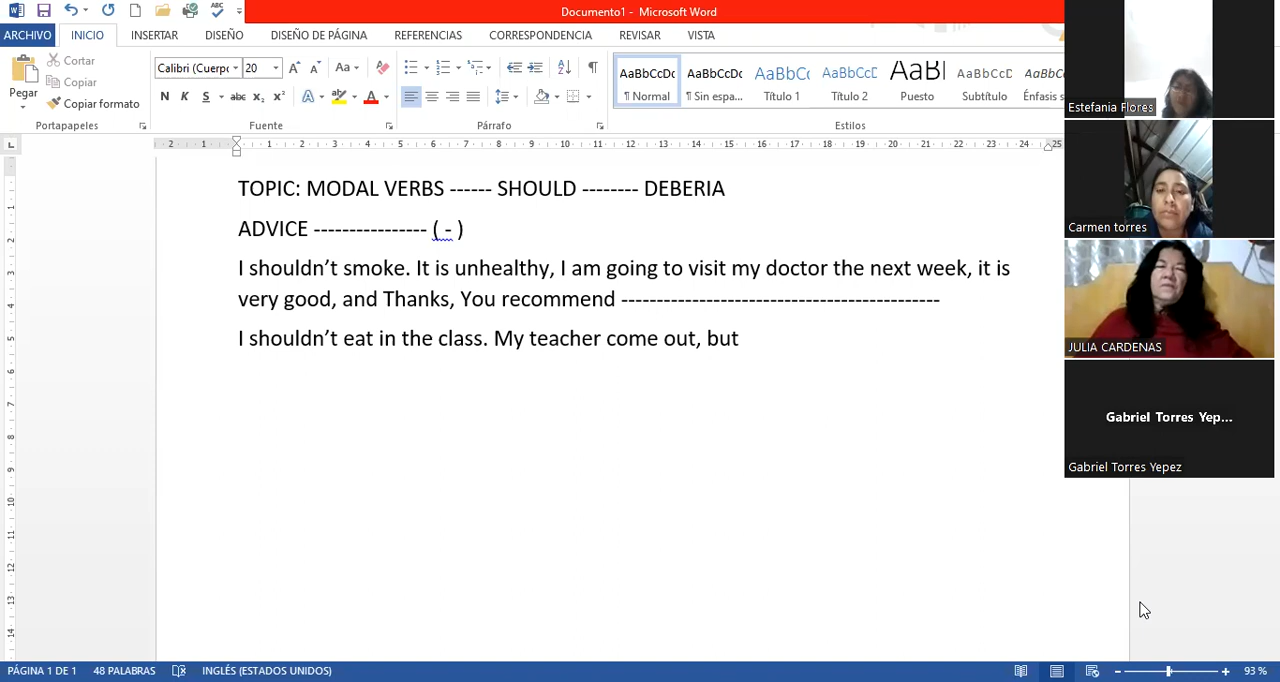 Documento1 - Microsoft Word
ARCHIVO INICIO INSERTAR DISEÑO DISEÑO DE PÁGINA REFERENCIAS CORRESPONDENCIA REVISAR VISTA
Pegar
Cortar
Copiar
Copiar formato
Portapapeles
Calibri (Cuerpo 20
Fuente
Párrafo
AaBbCcDc AaBbCcDc AaBbCc AaBbCcD AaBl AaBbCcD AaBbCc
¶ Normal ¶ Sin espa... Título 1 Título 2 Puesto Subtítulo Énfasis s
Estilos
TOPIC: MODAL VERBS ------ SHOULD -------- DEBERIA
ADVICE ---------------- ( - )
I shouldn’t smoke. It is unhealthy, I am going to visit my doctor the next week, it is
very good, and Thanks, You recommend ---------------------------------------------
I shouldn’t eat in the class. My teacher come out, but
Estefania Flores
Carmen torres
JULIA CARDENAS
Gabriel Torres Yep...
Gabriel Torres Yepez
PÁGINA 1 DE 1 48 PALABRAS INGLÉS (ESTADOS UNIDOS) 93 %